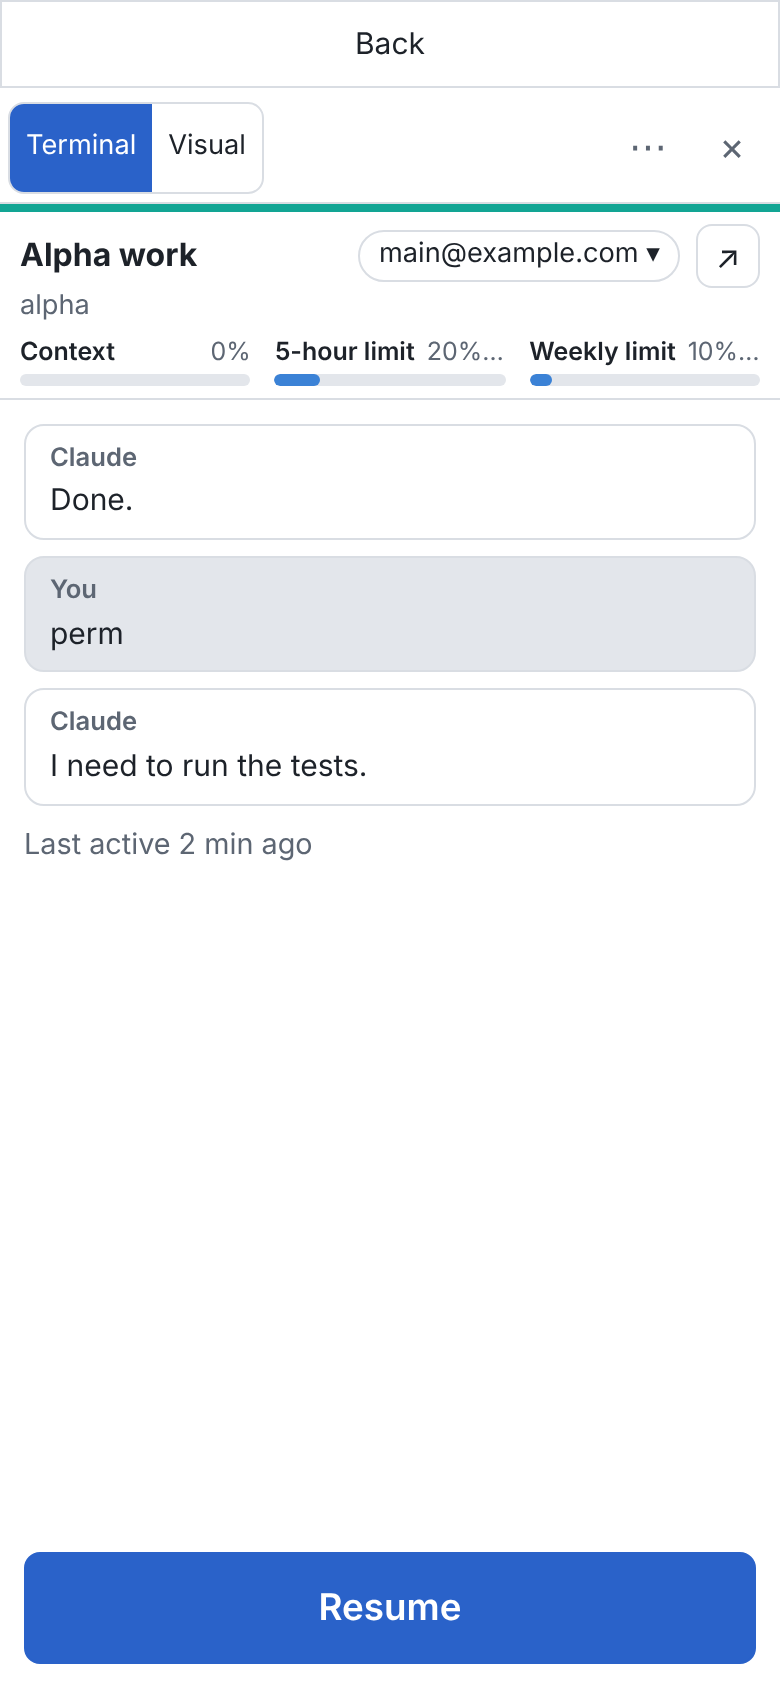 Back
Terminal Visual ··· ×
Alpha work main@example.com ▾ ↗
alpha
Context 0% 5-hour limit 20%... Weekly limit 10%...
Claude
Done.
You
perm
Claude
I need to run the tests.
Last active 2 min ago
Resume